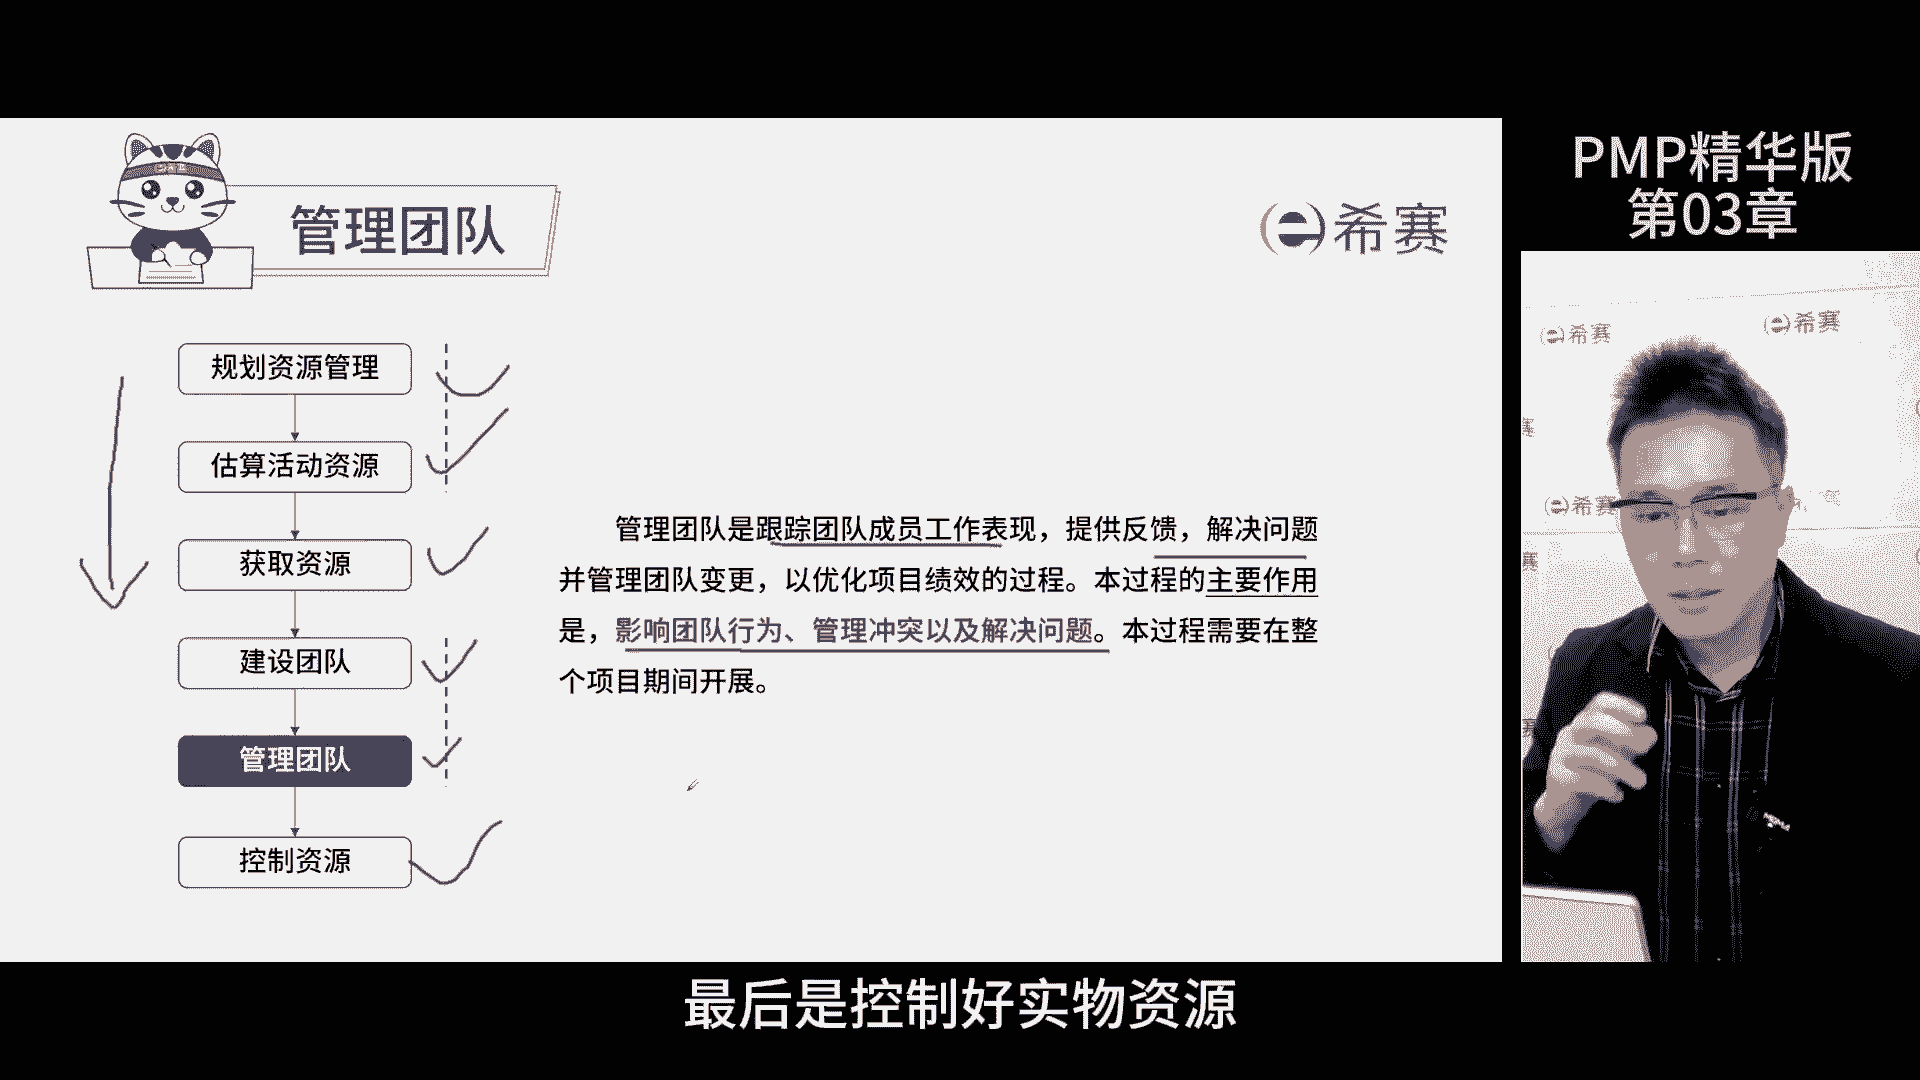 PMP精华版
第03章
管理团队
希赛
希赛
希赛
希赛
规划资源管理
估算活动资源
获取资源
建设团队
管理团队
控制资源
管理团队是跟踪团队成员工作表现，提供反馈，解决问题
并管理团队变更，以优化项目绩效的过程。本过程的主要作用
是，影响团队行为、管理冲突以及解决问题。本过程需要在整
个项目期间开展。
最后是控制好实物资源